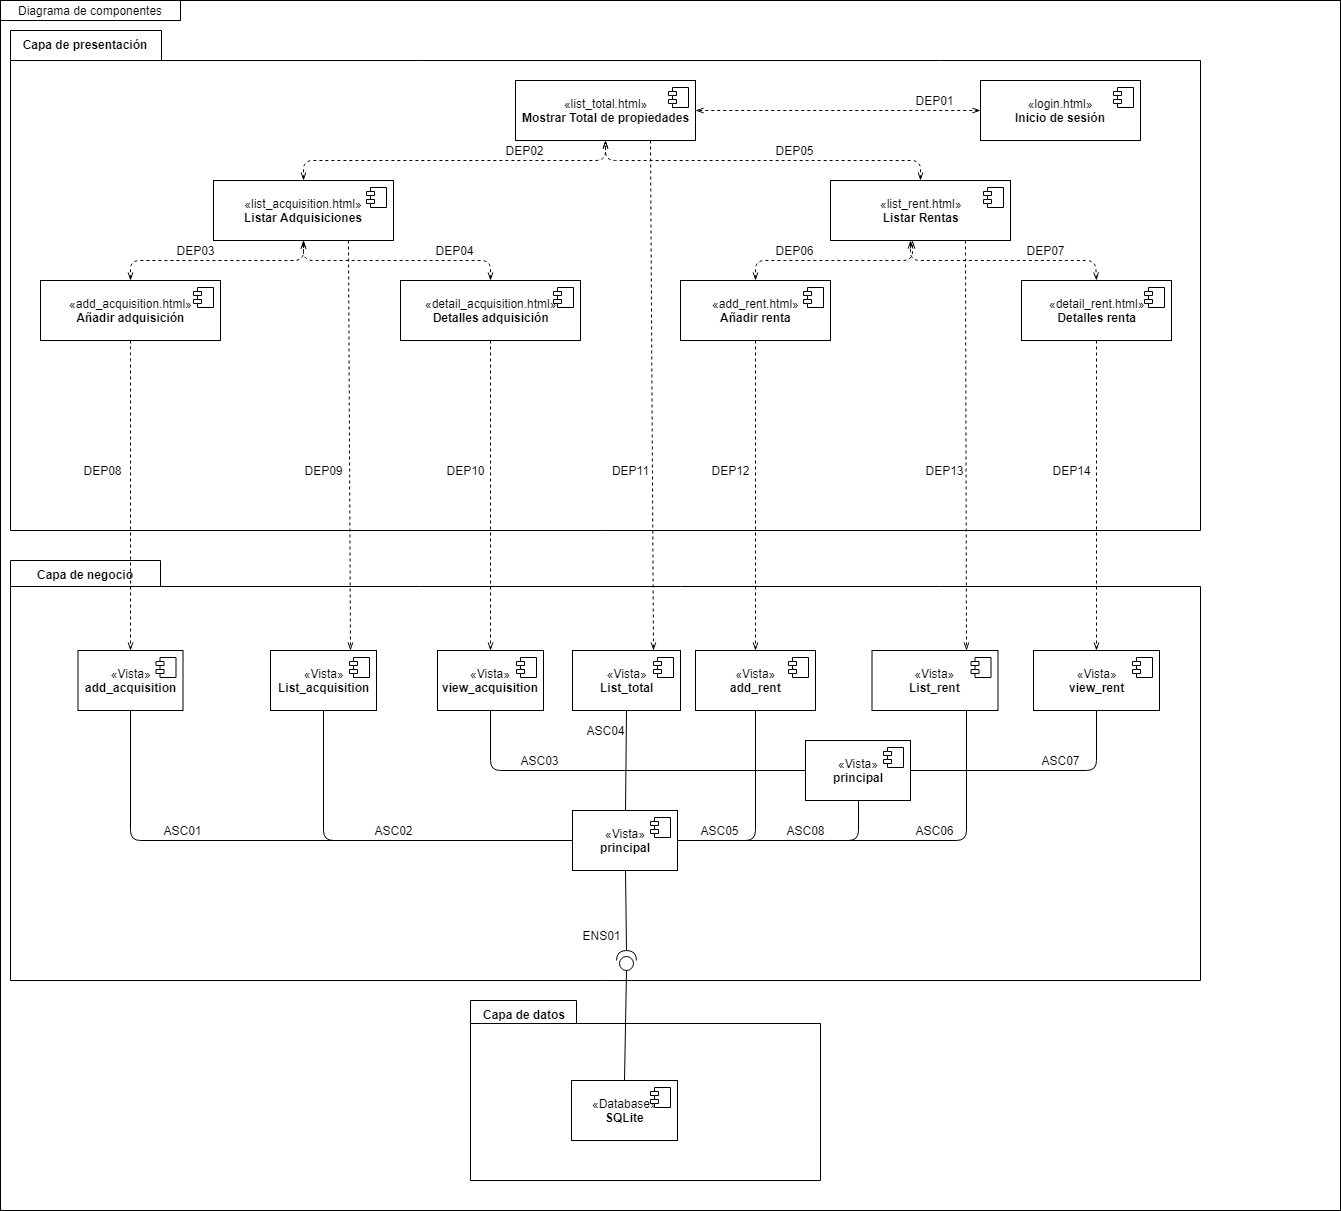 Diagrama de componentes
Capa de presentación
«list_total.html»
Mostrar Total de propiedades
DEP01
«login.html»
Inicio de sesión
DEP02
DEP05
«list_acquisition.html»
Listar Adquisiciones
«list_rent.html»
Listar Rentas
DEP03
DEP04
DEP06
DEP07
«add_acquisition.html»
Añadir adquisición
«detail_acquisition.html»
Detalles adquisición
«add_rent.html»
Añadir renta
«detail_rent.html»
Detalles renta
DEP08
DEP09
DEP10
DEP11
DEP12
DEP13
DEP14
Capa de negocio
«Vista»
add_acquisition
«Vista»
List_acquisition
«Vista»
view_acquisition
«Vista»
List_total
«Vista»
add_rent
«Vista»
List_rent
«Vista»
view_rent
ASC04
ASC03
«Vista»
principal
ASC07
ASC01
ASC02
«Vista»
principal
ASC05
ASC08
ASC06
ENS01
Capa de datos
«Database»
SQLite